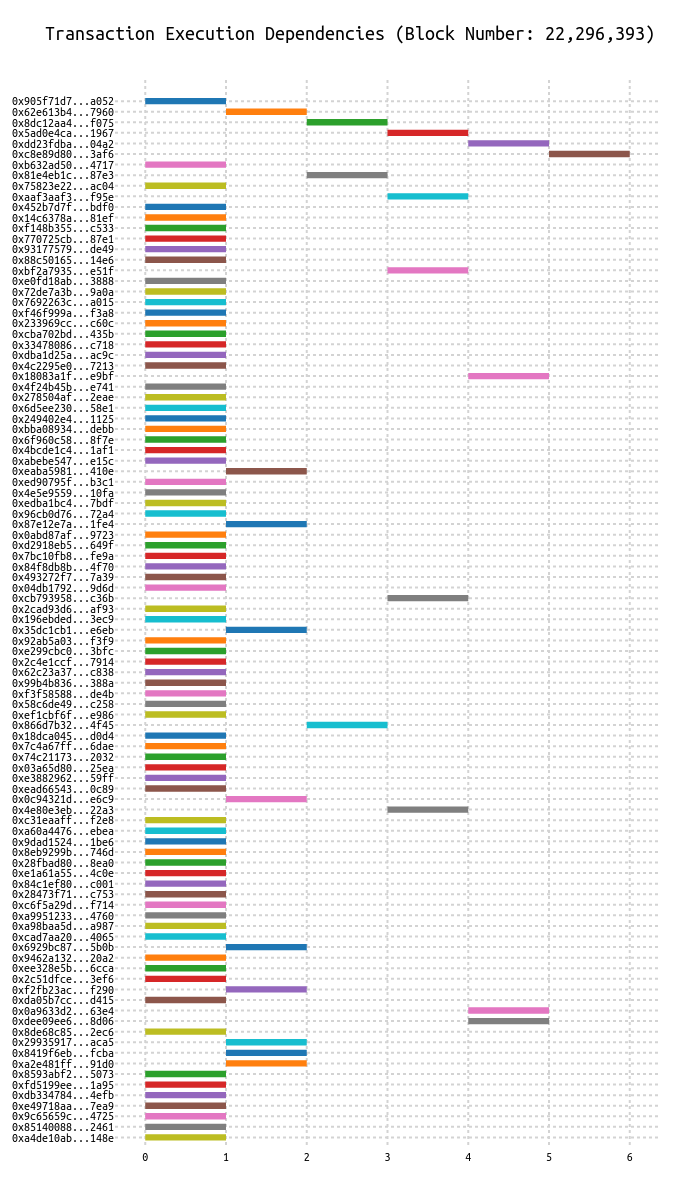 Transaction Execution Dependencies (Block Number: 22,296,393)
0x905f71d7...a052
0x62e613b4...7960
0x8dc12aa4...f075
0x5ad0e4ca...1967
0xdd23fdba...04a2
0xc8e89d80...3af6
0xb632ad50...4717
0x81e4eb1c...87e3
0x75823e22...ac04
0xaaf3aaf3...f95e
0x452b7d7f...bdf0
0x14c6378a...81ef
0xf148b355...c533
0x770725cb...87e1
0x93177579...de49
0x88c50165...14e6
0xbf2a7935...e51f
0xe0fd18ab...3888
0x72de7a3b...9a0a
0x7692263c...a015
0xf46f999a...f3a8
0x233969cc...c60c
0xcba702bd...435b
0x33478086...c718
0xdba1d25a...ac9c
0x4c2295e0...7213
0x18083a1f...e9bf
0x4f24b45b...e741
0x278504af...2eae
0x6d5ee230...58e1
0x249402e4...1125
0xbba08934...debb
0x6f960c58...8f7e
0x4bcde1c4...1af1
0xabebe547...e15c
0xeaba5981...410e
0xed90795f...b3c1
0x4e5e9559...10fa
0xedba1bc4...7bdf
0x96cb0d76...72a4
0x87e12e7a...1fe4
0x0abd87af...9723
0xd2918eb5...649f
0x7bc10fb8...fe9a
0x84f8db8b...4f70
0x493272f7...7a39
0x04db1792...9d6d
0xcb793958...c36b
0x2cad93d6...af93
0x196ebded...3ec9
0x35dc1cb1...e6eb
0x92ab5a03...f3f9
0xe299cbc0...3bfc
0x2c4e1ccf...7914
0x62c23a37...c838
0x99b4b836...388a
0xf3f58588...de4b
0x58c6de49...c258
0xef1cbf6f...e986
0x866d7b32...4f45
0x18dca045...d0d4
0x7c4a67ff...6dae
0x74c21173...2032
0x03a65d80...25ea
0xe3882962...59ff
0xead66543...0c89
0x0c94321d...e6c9
0x4e80e3eb...22a3
0xc31eaaff...f2e8
0xa60a4476...ebea
0x9dad1524...1be6
0x8eb9299b...746d
0x28fbad80...8ea0
0xe1a61a55...4c0e
0x84c1ef80...c001
0x28473f71...c753
0xc6f5a29d...f714
0xa9951233...4760
0xa98baa5d...a987
0xcad7aa20...4065
0x6929bc87...5b0b
0x9462a132...20a2
0xee328e5b...6cca
0x2c51dfce...3ef6
0xf2fb23ac...f290
0xda05b7cc...d415
0x0a9633d2...63e4
0xdee09ee6...8d06
0x8de68c85...2ec6
0x29935917...aca5
0x8419f6eb...fcba
0xa2e481ff...91d0
0x8593abf2...5073
0xfd5199ee...1a95
0xdb334784...4efb
0xe49718aa...7ea9
0x9c65659c...4725
0x85140088...2461
0xa4de10ab...148e
0 1 2 3 4 5 6